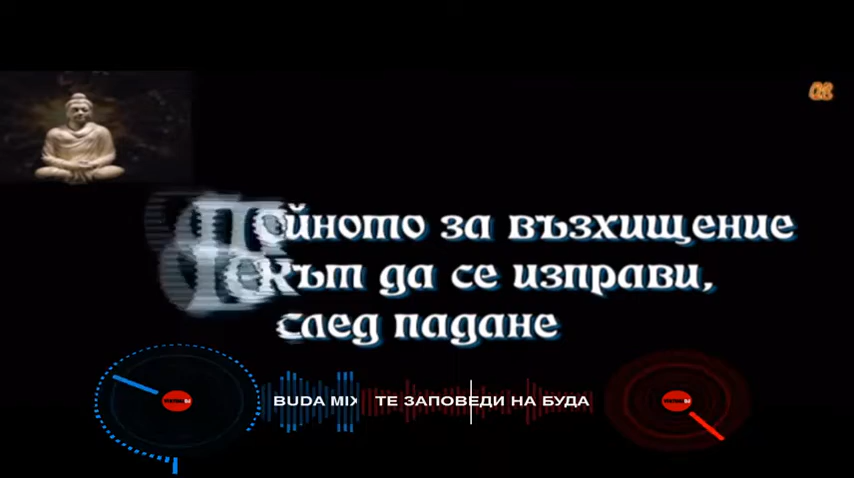 за възхищение
да се изправи,
след падане
BUDA MIX
ТЕ ЗАПОВЕДИ НА БУДА